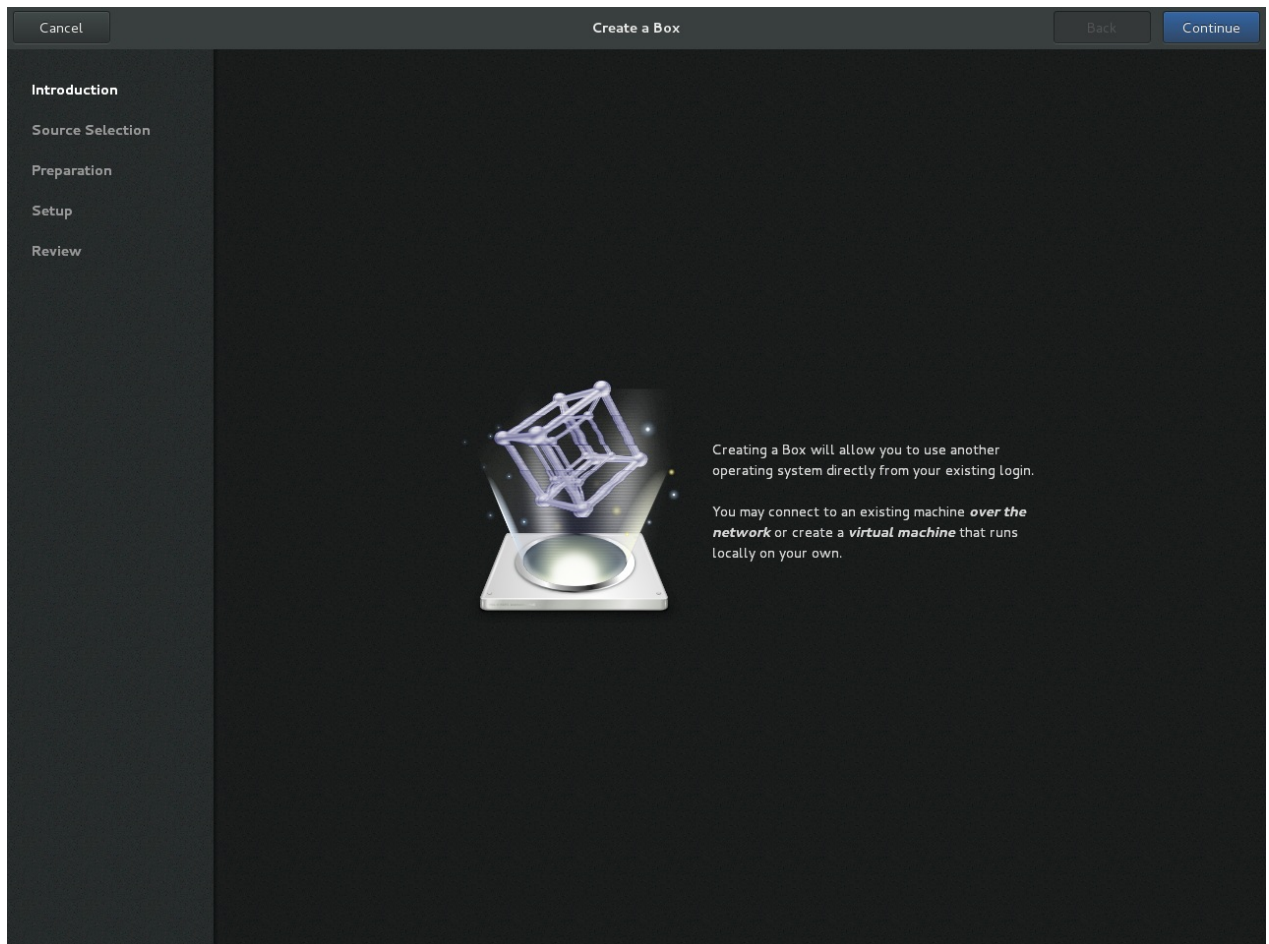 Cancel
Create a Box
Back
Continue
Introduction
Source Selection
Preparation
Setup
Review
Creating a Box will allow you to use another
operating system directly from your existing login.
You may connect to an existing machine over the
network or create a virtual machine that runs
locally on your own.